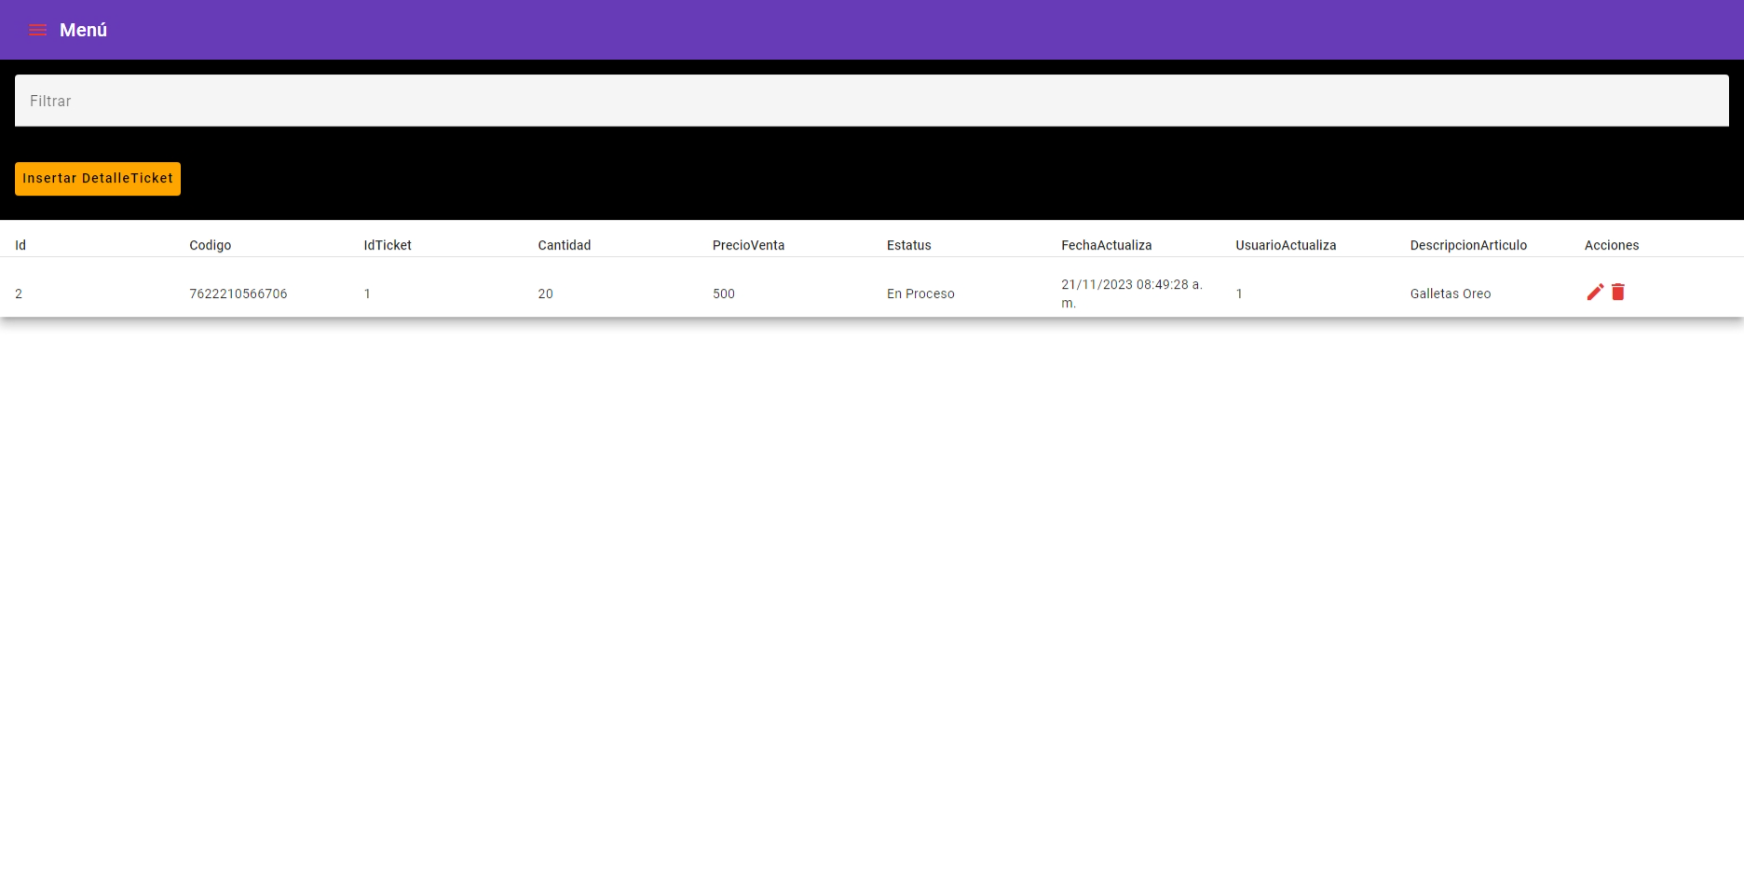 Menú
Filtrar
Insertar DetalleTicket
Id Codigo IdTicket Cantidad PrecioVenta Estatus FechaActualiza UsuarioActualiza DescripcionArticulo Acciones
2 7622210566706 1 20 500 En Proceso 21/11/2023 08:49:28 a. m. 1 Galletas Oreo